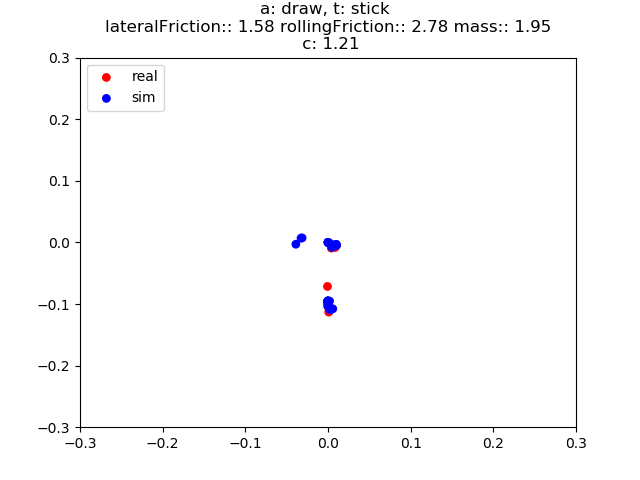 a: draw, t: stick
lateralFriction:: 1.58 rollingFriction:: 2.78 mass:: 1.95
c: 1.21
real
sim
0.3
0.2
0.1
0.0
−0.1
−0.2
−0.3
−0.3 −0.2 −0.1 0.0 0.1 0.2 0.3